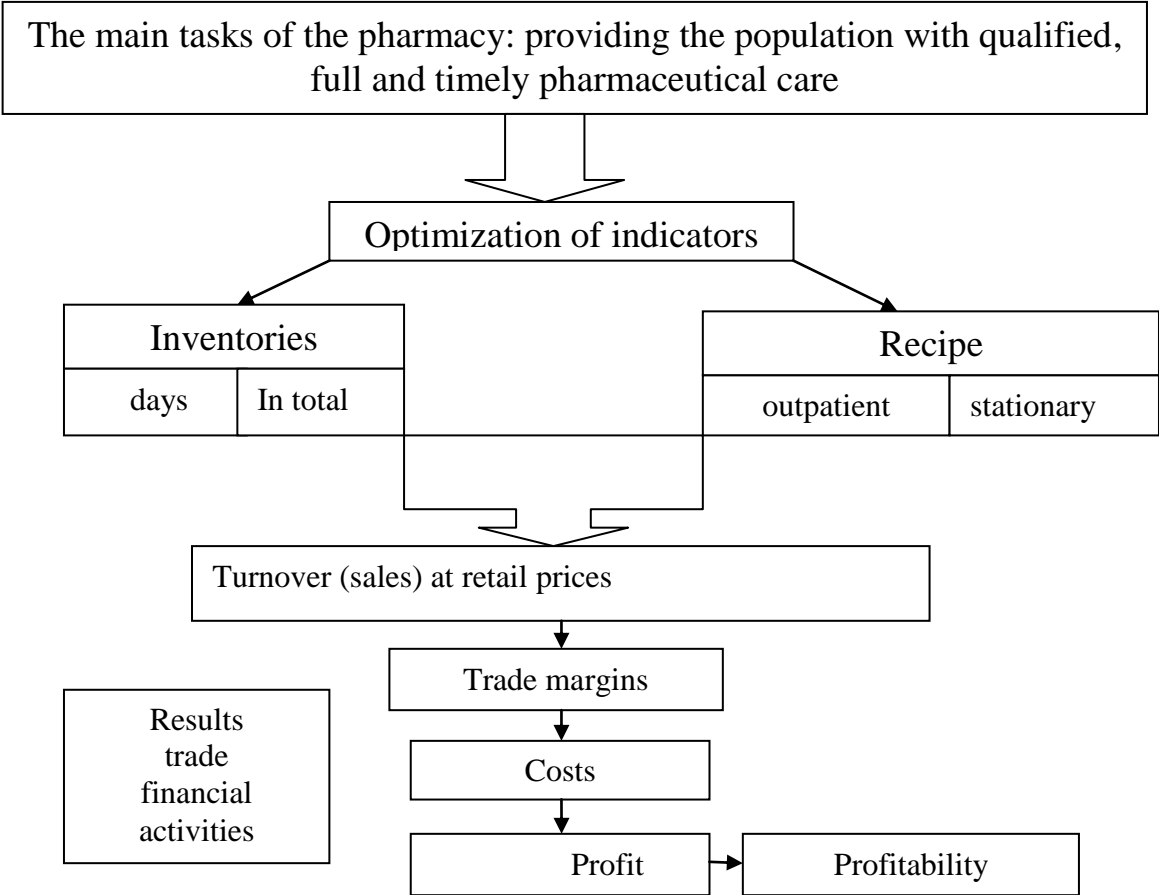 The main tasks of the pharmacy: providing the population with qualified,
full and timely pharmaceutical care
Optimization of indicators
Inventories
days
In total
Recipe
outpatient
stationary
Turnover (sales) at retail prices
Trade margins
Costs
Results
trade
financial
activities
Profit
Profitability